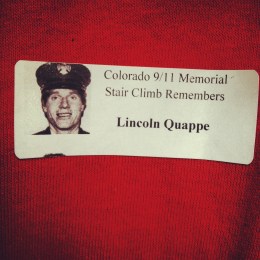 Colorado 9/11 Memorial
Stair Climb Remembers
Lincoln Quappe